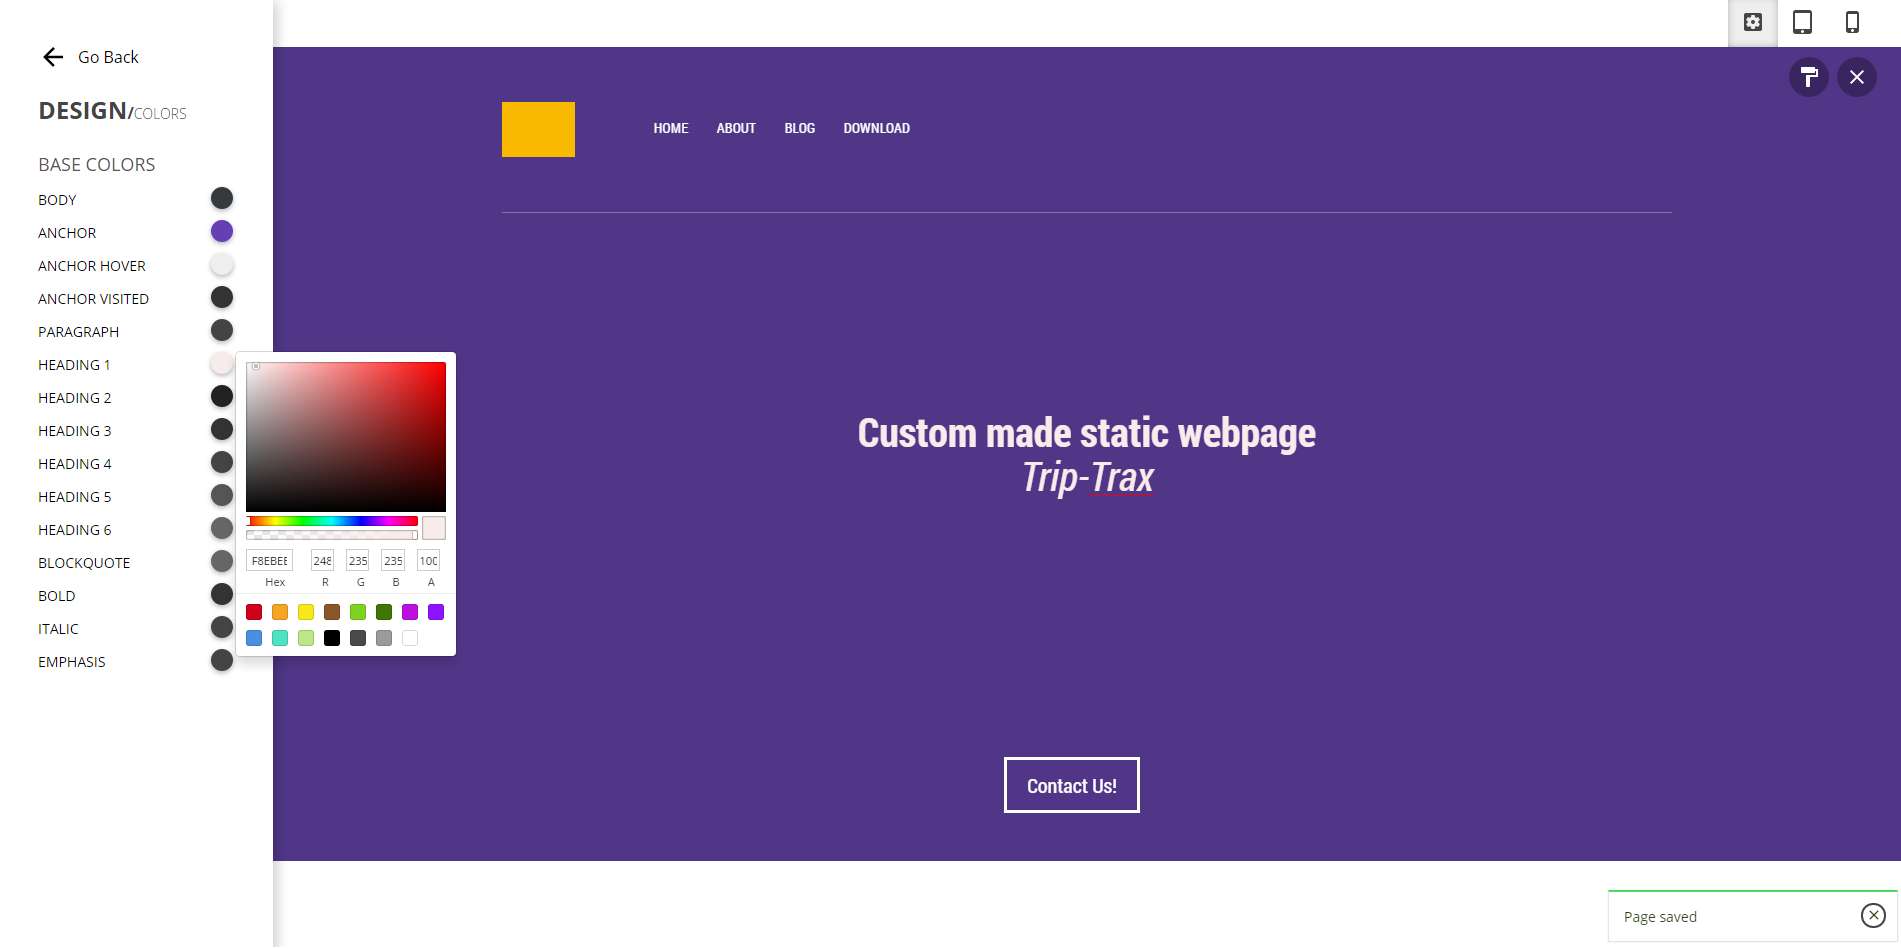 Go Back
DESIGN/COLORS
BASE COLORS
BODY
ANCHOR
ANCHOR HOVER
ANCHOR VISITED
PARAGRAPH
HEADING 1
HEADING 2
HEADING 3
HEADING 4
HEADING 5
HEADING 6
BLOCKQUOTE
BOLD
ITALIC
EMPHASIS
F8EBEE 248 235 235 100
Hex R G B A
HOME ABOUT BLOG DOWNLOAD
Custom made static webpage
Trip-Trax
Contact Us!
Page saved